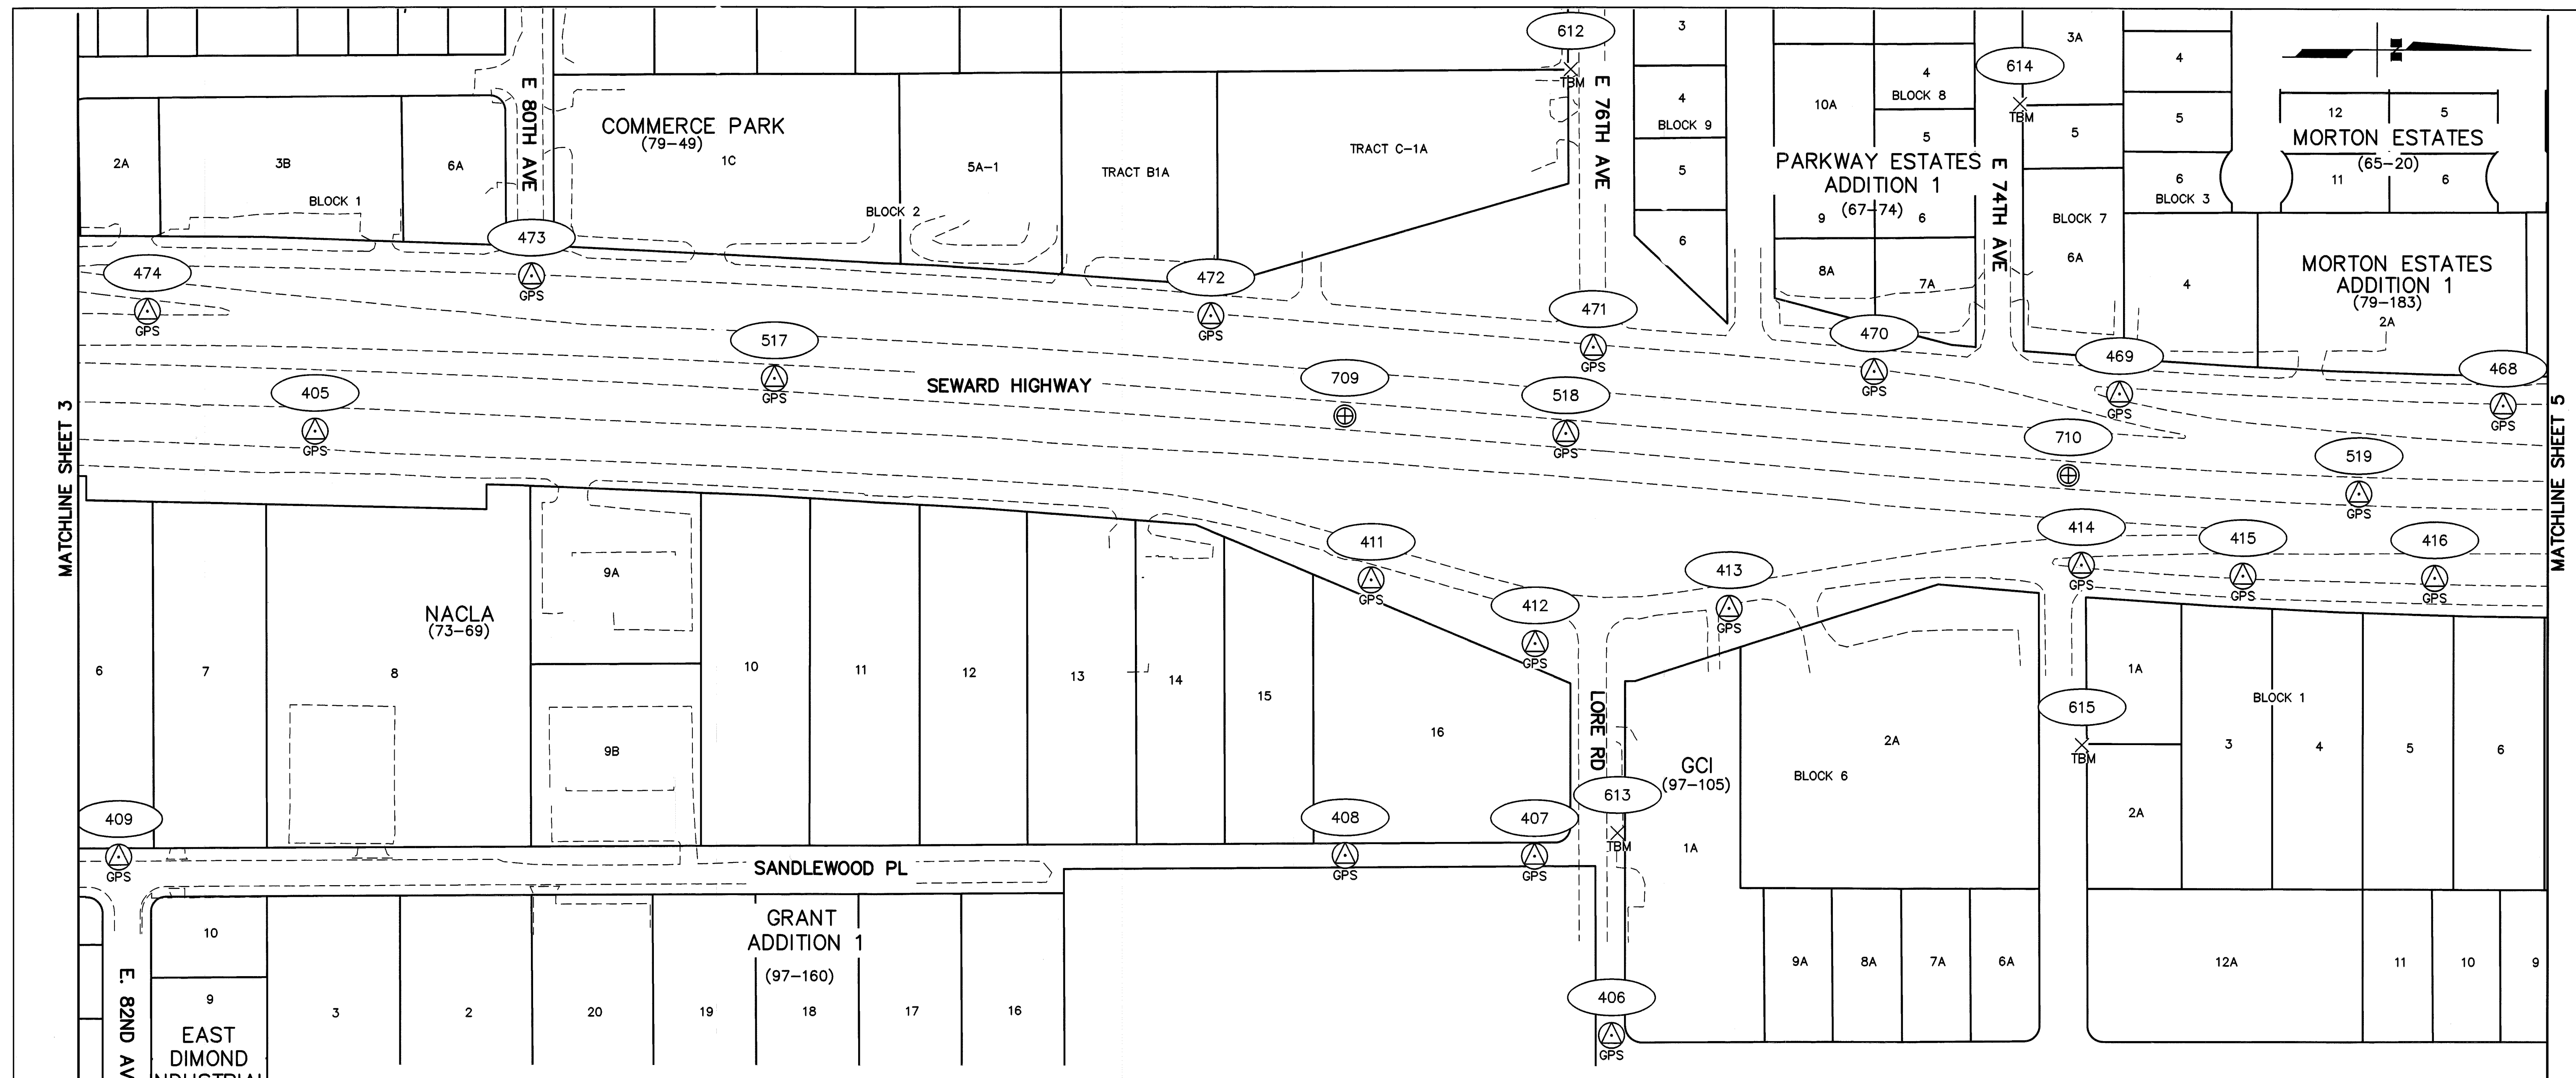 612
3
3A
4
614
E 80TH AVE
E 76TH AVE
TBM
4
BLOCK 8
4
BLOCK 9
10A
TBM
12
5
COMMERCE PARK
(79-49)
1C
5
5
5
MORTON ESTATES
(65-20)
2A
3B
6A
5A-1
TRACT B1A
TRACT C-1A
5
PARKWAY ESTATES
ADDITION 1
(67-74)
E 74TH AVE
6
BLOCK 3
11
6
BLOCK 1
BLOCK 2
9
6
BLOCK 7
6
6A
473
474
GPS
GPS
472
GPS
471
GPS
8A
7A
4
MORTON ESTATES
ADDITION 1
(79-183)
2A
470
GPS
469
GPS
468
GPS
517
GPS
405
GPS
SEWARD HIGHWAY
709
518
GPS
710
519
GPS
MATCHLINE SHEET 3
MATCHLINE SHEET 5
411
GPS
412
GPS
413
GPS
414
GPS
415
GPS
416
GPS
NACLA
(73-69)
9A
6
7
8
10
11
12
13
14
15
16
9B
LORE RD
GCI
(97-105)
2A
BLOCK 6
1A
615
TBM
1A
BLOCK 1
3
4
5
6
2A
409
GPS
408
GPS
407
GPS
613
TBM
SANDLEWOOD PL
GRANT
ADDITION 1
(97-160)
10
9
E. 82ND AV
EAST
DIMOND
INDUSTRIAL
3
2
20
19
18
17
16
406
GPS
9A
8A
7A
6A
12A
11
10
9